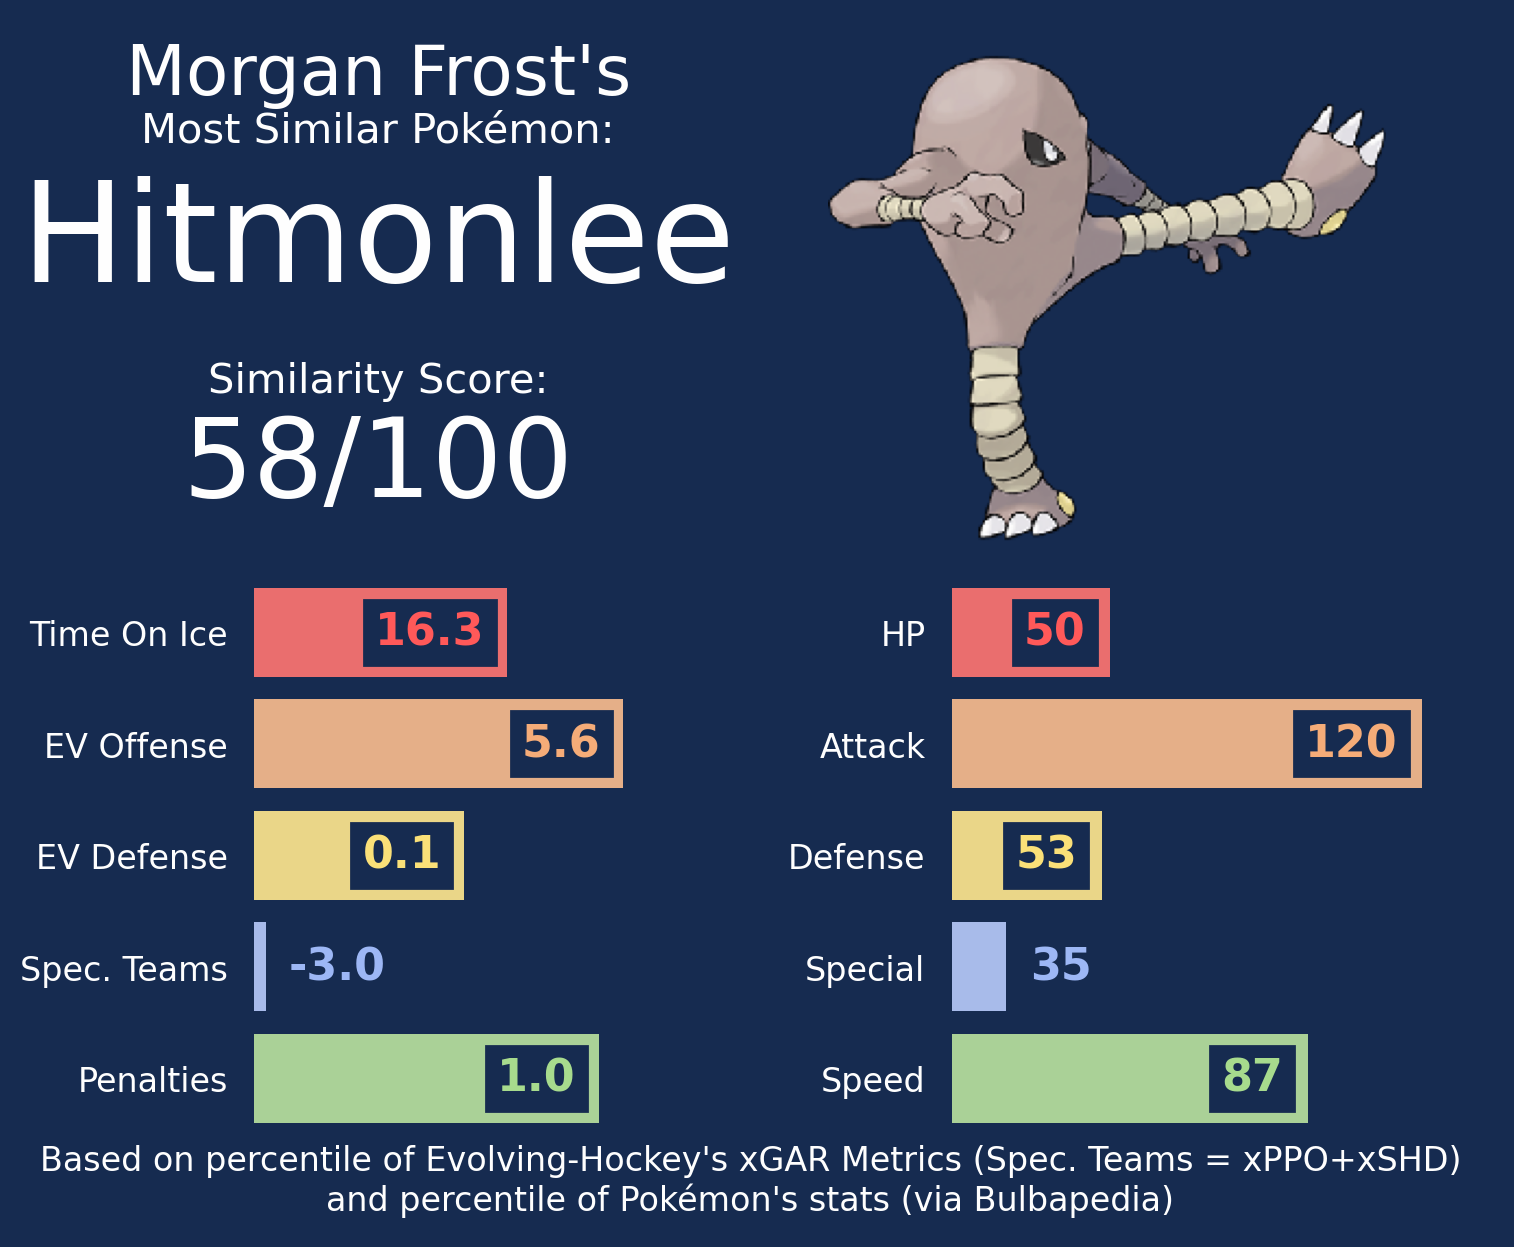 Morgan Frost's
Most Similar Pokémon:
Hitmonlee
Similarity Score:
58/100
Time On Ice 16.3
EV Offense 5.6
EV Defense 0.1
Spec. Teams -3.0
Penalties 1.0
HP 50
Attack 120
Defense 53
Special 35
Speed 87
Based on percentile of Evolving-Hockey's xGAR Metrics (Spec. Teams = xPPO+xSHD)
and percentile of Pokémon's stats (via Bulbapedia)